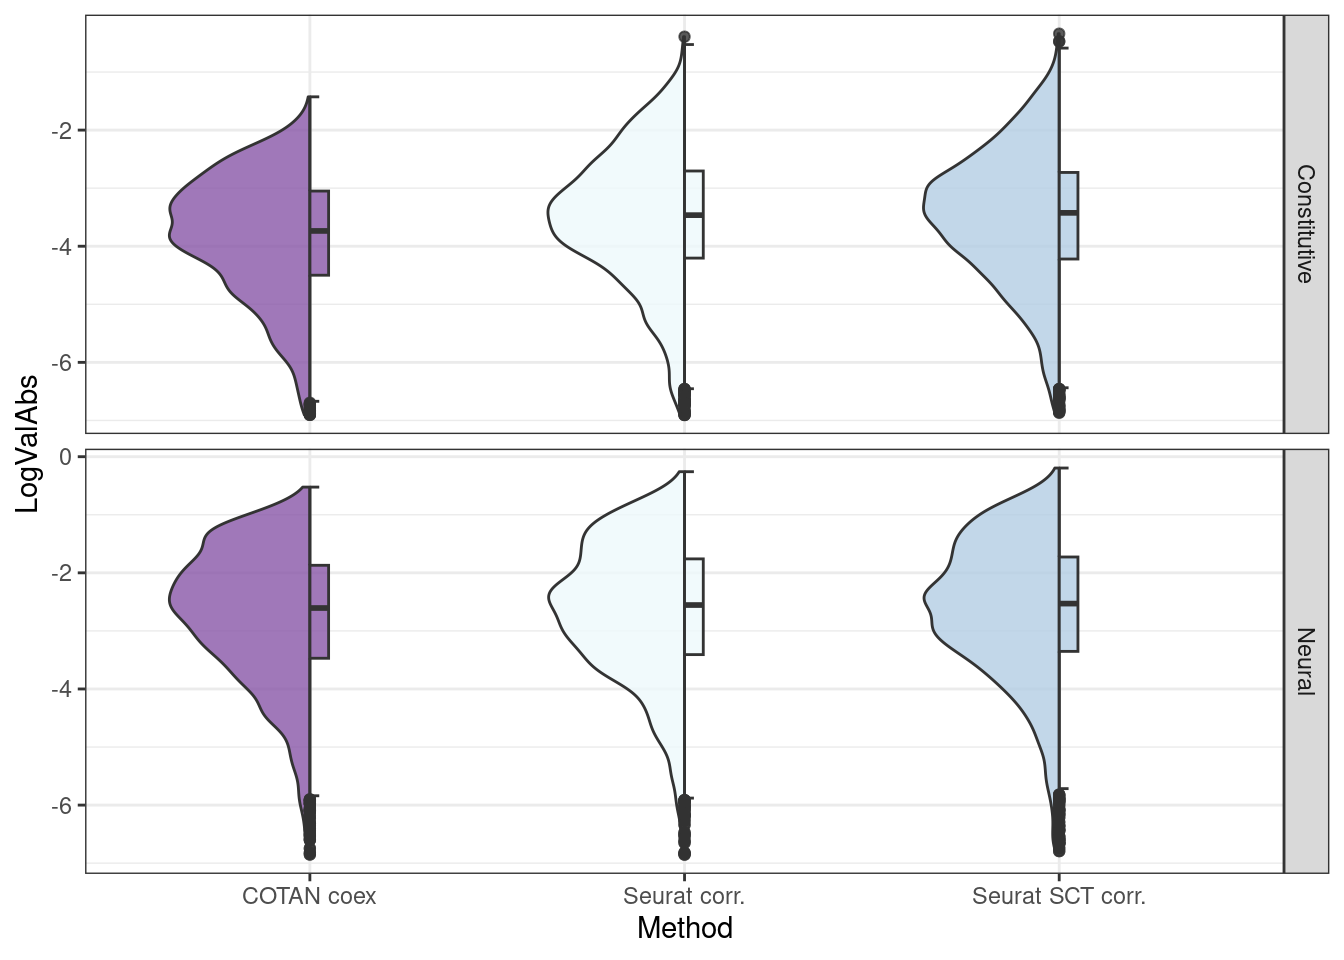 -2
-4
-6
Constitutive
LogValAbs
0
-2
-4
-6
Neural
COTAN coex
Seurat corr.
Seurat SCT corr.
Method